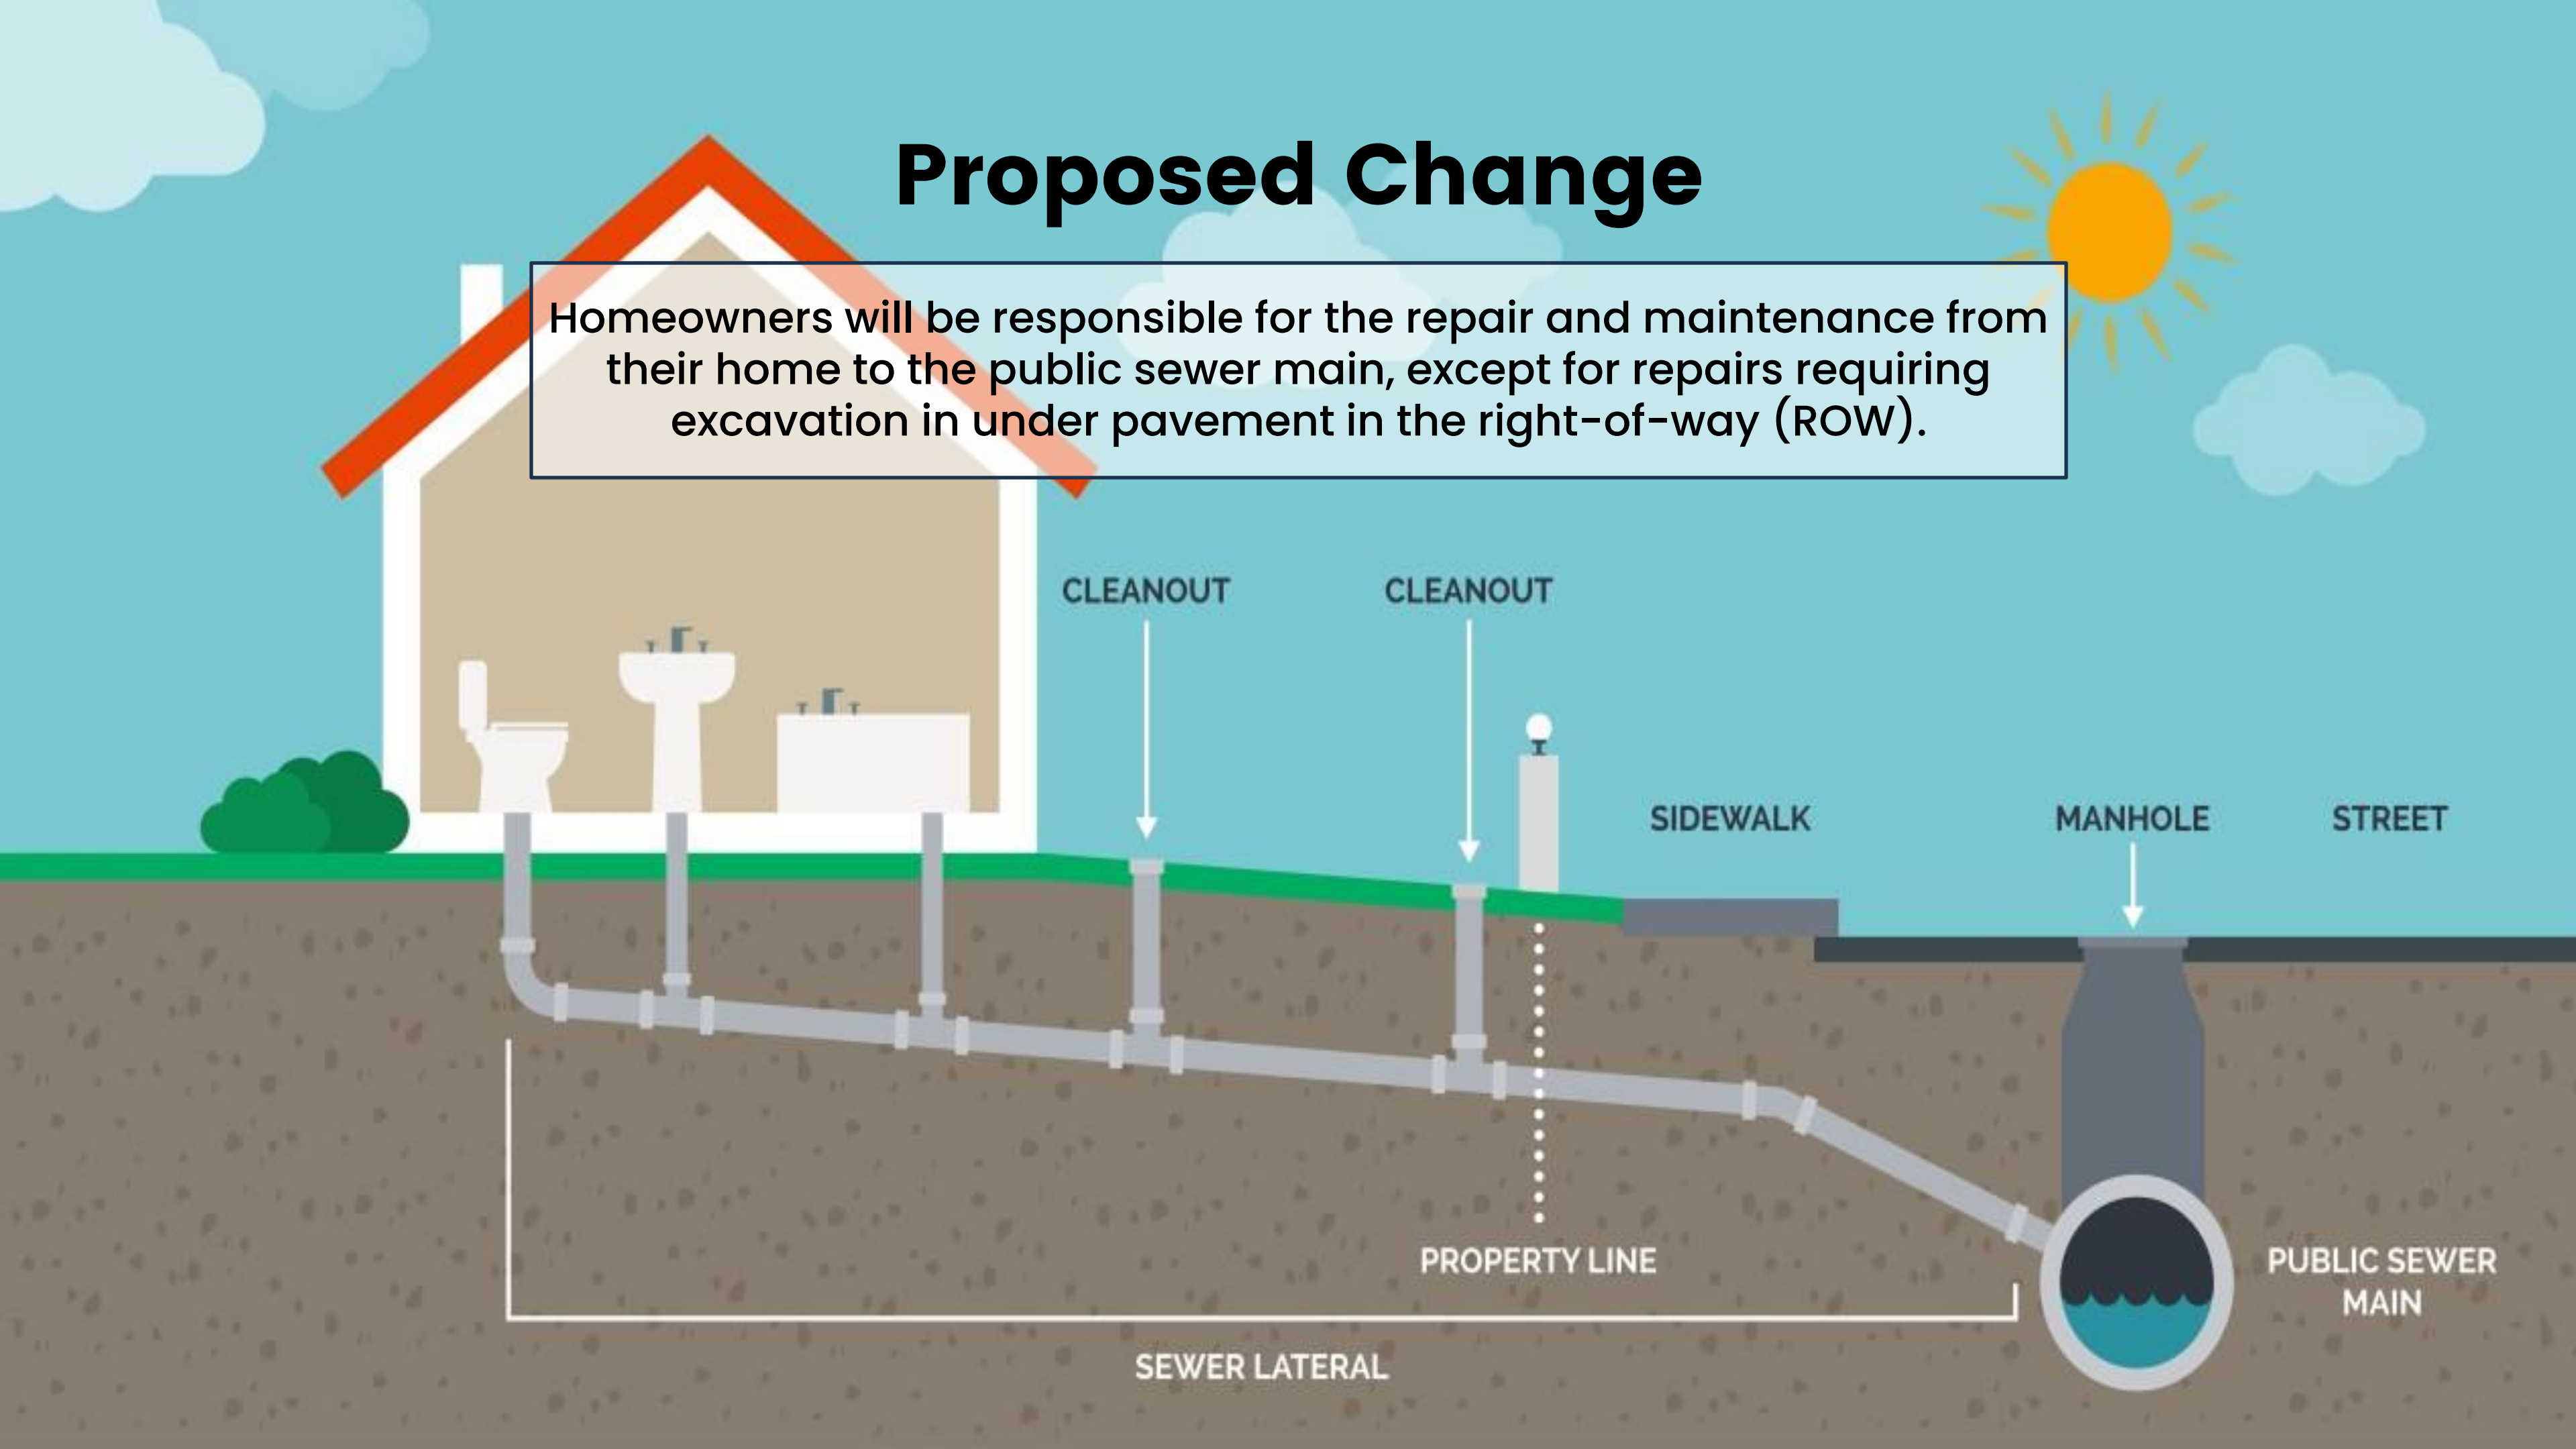 Proposed Change
Homeowners will be responsible for the repair and maintenance from
their home to the public sewer main, except for repairs requiring
excavation in under pavement in the right-of-way (ROW).
CLEANOUT
CLEANOUT
SIDEWALK
MANHOLE
STREET
PROPERTY LINE
PUBLIC SEWER
MAIN
SEWER LATERAL